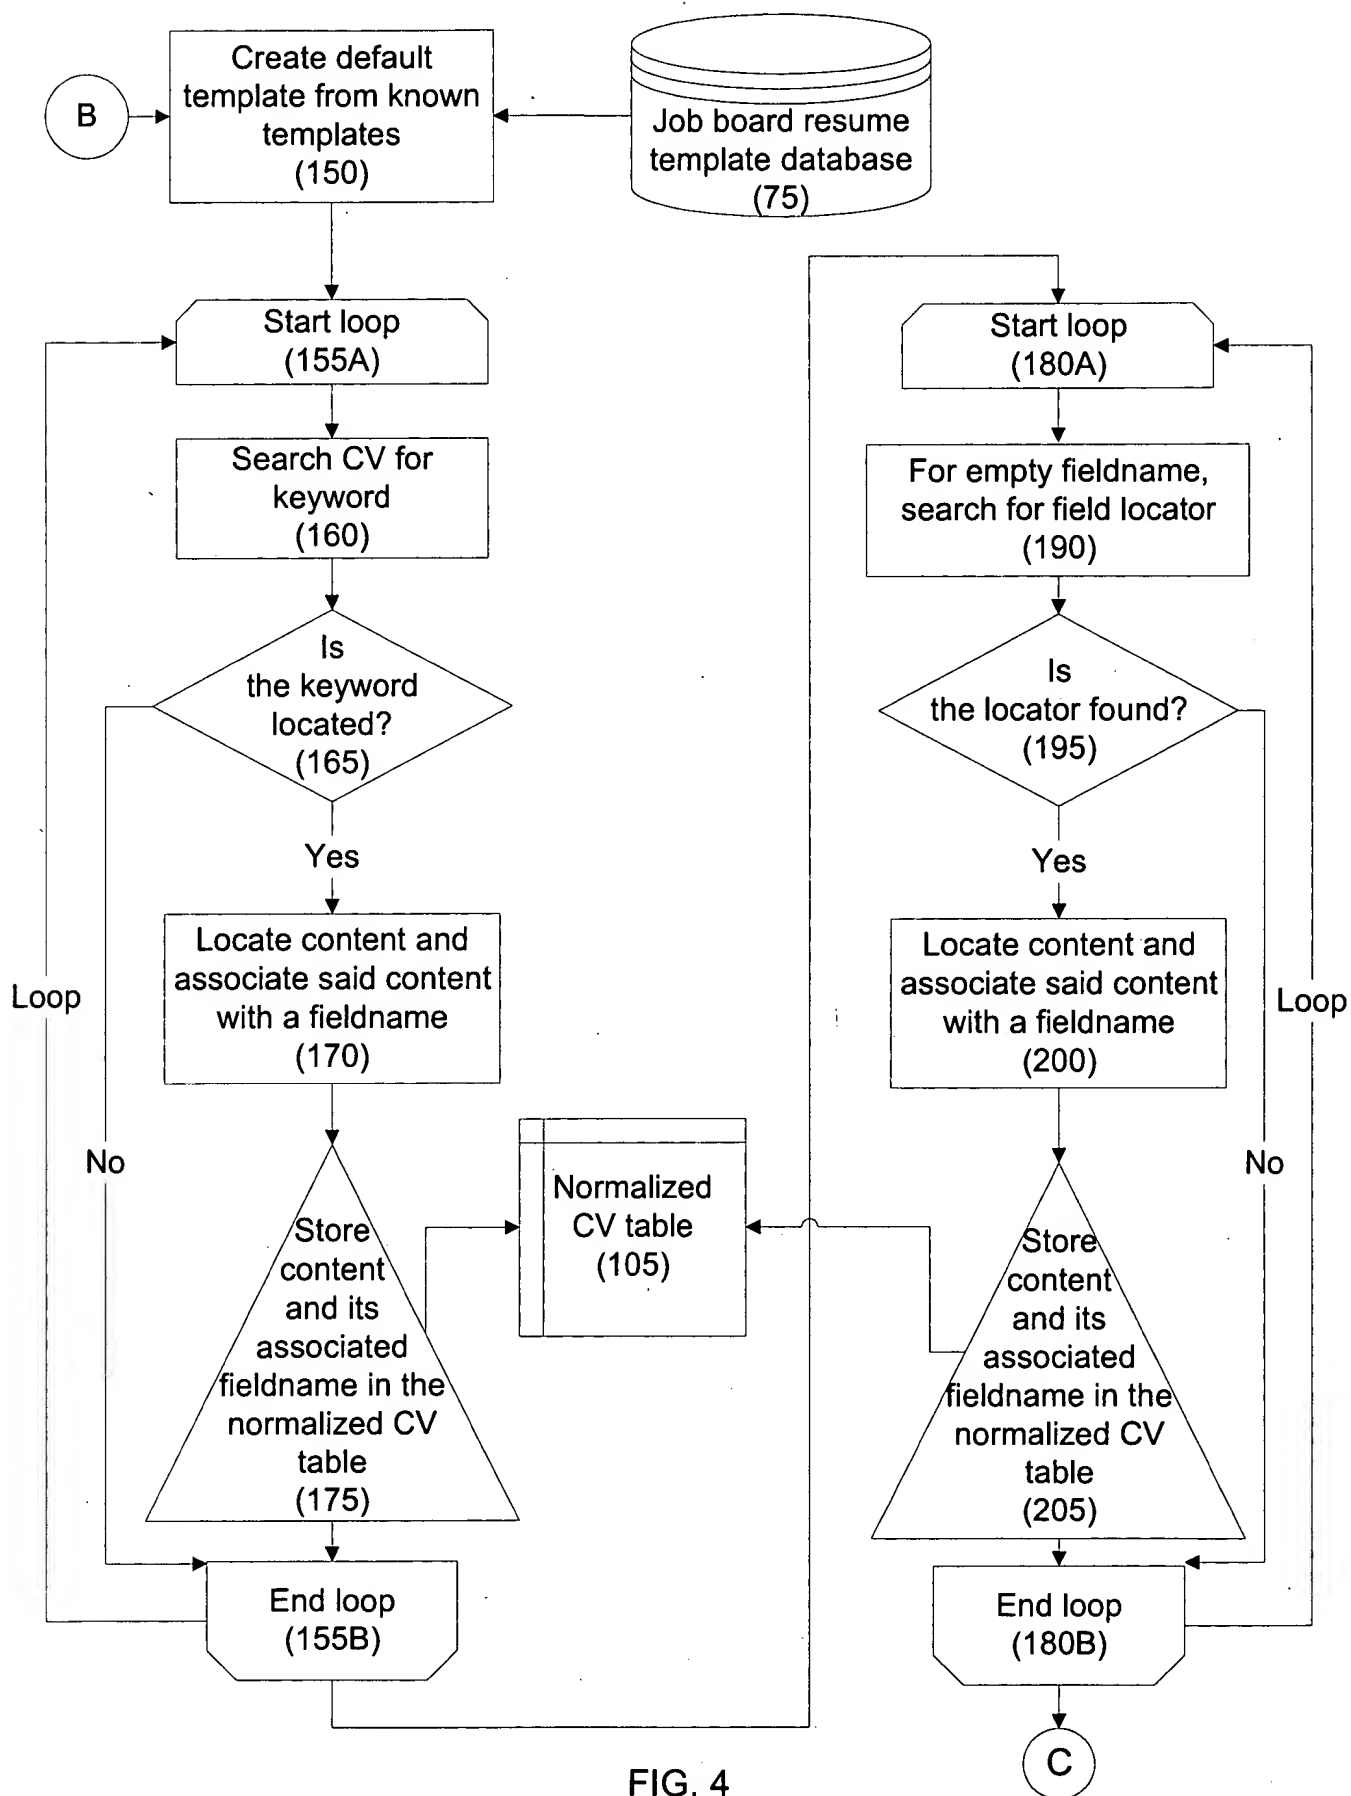 B
Create default
template from known
templates
(150)
Job board resume
template database
(75)
Start loop
(155A)
Search CV for
keyword
(160)
Is
the keyword
located?
(165)
Yes
Locate content and
associate said content
with a fieldname
(170)
Loop
No
Store
content
and its
associated
fieldname in the
normalized CV
table
(175)
Normalized
CV table
(105)
End loop
(155B)
Start loop
(180A)
For empty fieldname,
search for field locator
(190)
Is
the locator found?
(195)
Yes
Locate content and
associate said content
with a fieldname
(200)
Loop
No
Store
content
and its
associated
fieldname in the
normalized CV
table
(205)
End loop
(180B)
C
FIG. 4